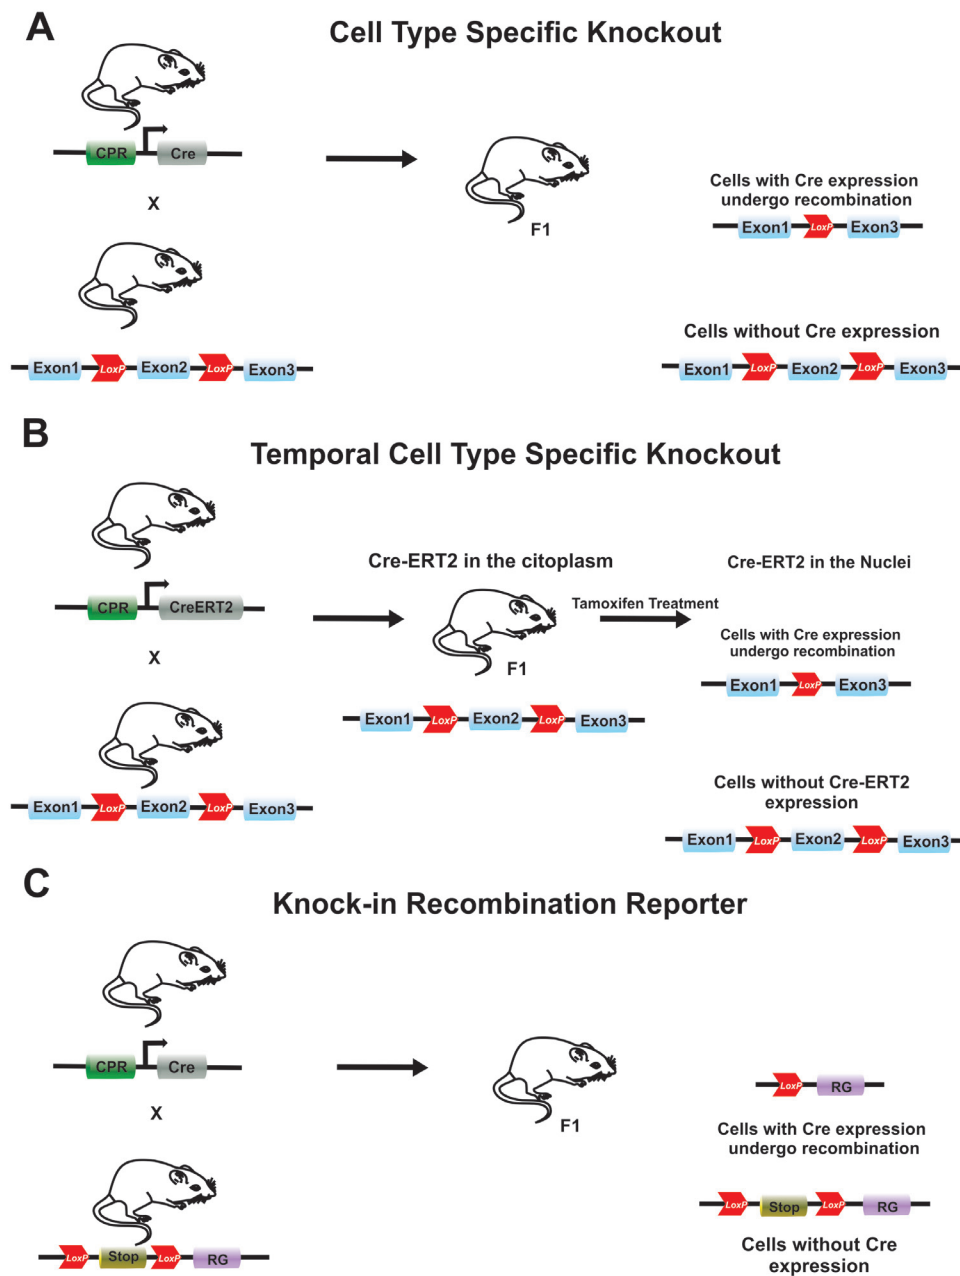 A
Cell Type Specific Knockout
CPR Cre
X
F1
Cells with Cre expression
undergo recombination
Exon1 LoxP Exon3
Cells without Cre expression
Exon1 LoxP Exon2 LoxP Exon3
Exon1 LoxP Exon2 LoxP Exon3
B
Temporal Cell Type Specific Knockout
Cre-ERT2 in the citoplasm
Cre-ERT2 in the Nuclei
CPR CreERT2
Tamoxifen Treatment
X
F1
Cells with Cre expression
undergo recombination
Exon1 LoxP Exon3
Exon1 LoxP Exon2 LoxP Exon3
Exon1 LoxP Exon2 LoxP Exon3
Cells without Cre-ERT2
expression
Exon1 LoxP Exon2 LoxP Exon3
C
Knock-in Recombination Reporter
CPR Cre
X
F1
LoxP RG
Cells with Cre expression
undergo recombination
LoxP Stop LoxP RG
Cells without Cre
expression
LoxP Stop LoxP RG